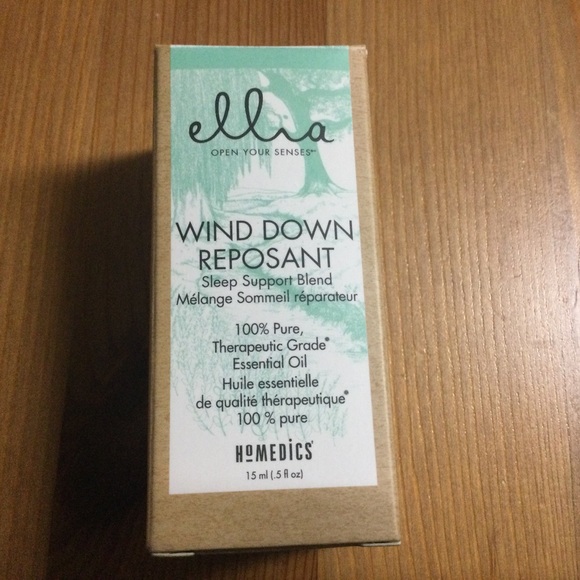 ellia
OPEN YOUR SENSES℠
WIND DOWN
REPOSANT
Sleep Support Blend
Mélange Sommeil réparateur
100% Pure,
Therapeutic Grade*
Essential Oil
Huile essentielle
de qualité thérapeutique*
100 % pure
HoMEDiCS®
15 ml (.5 fl oz)